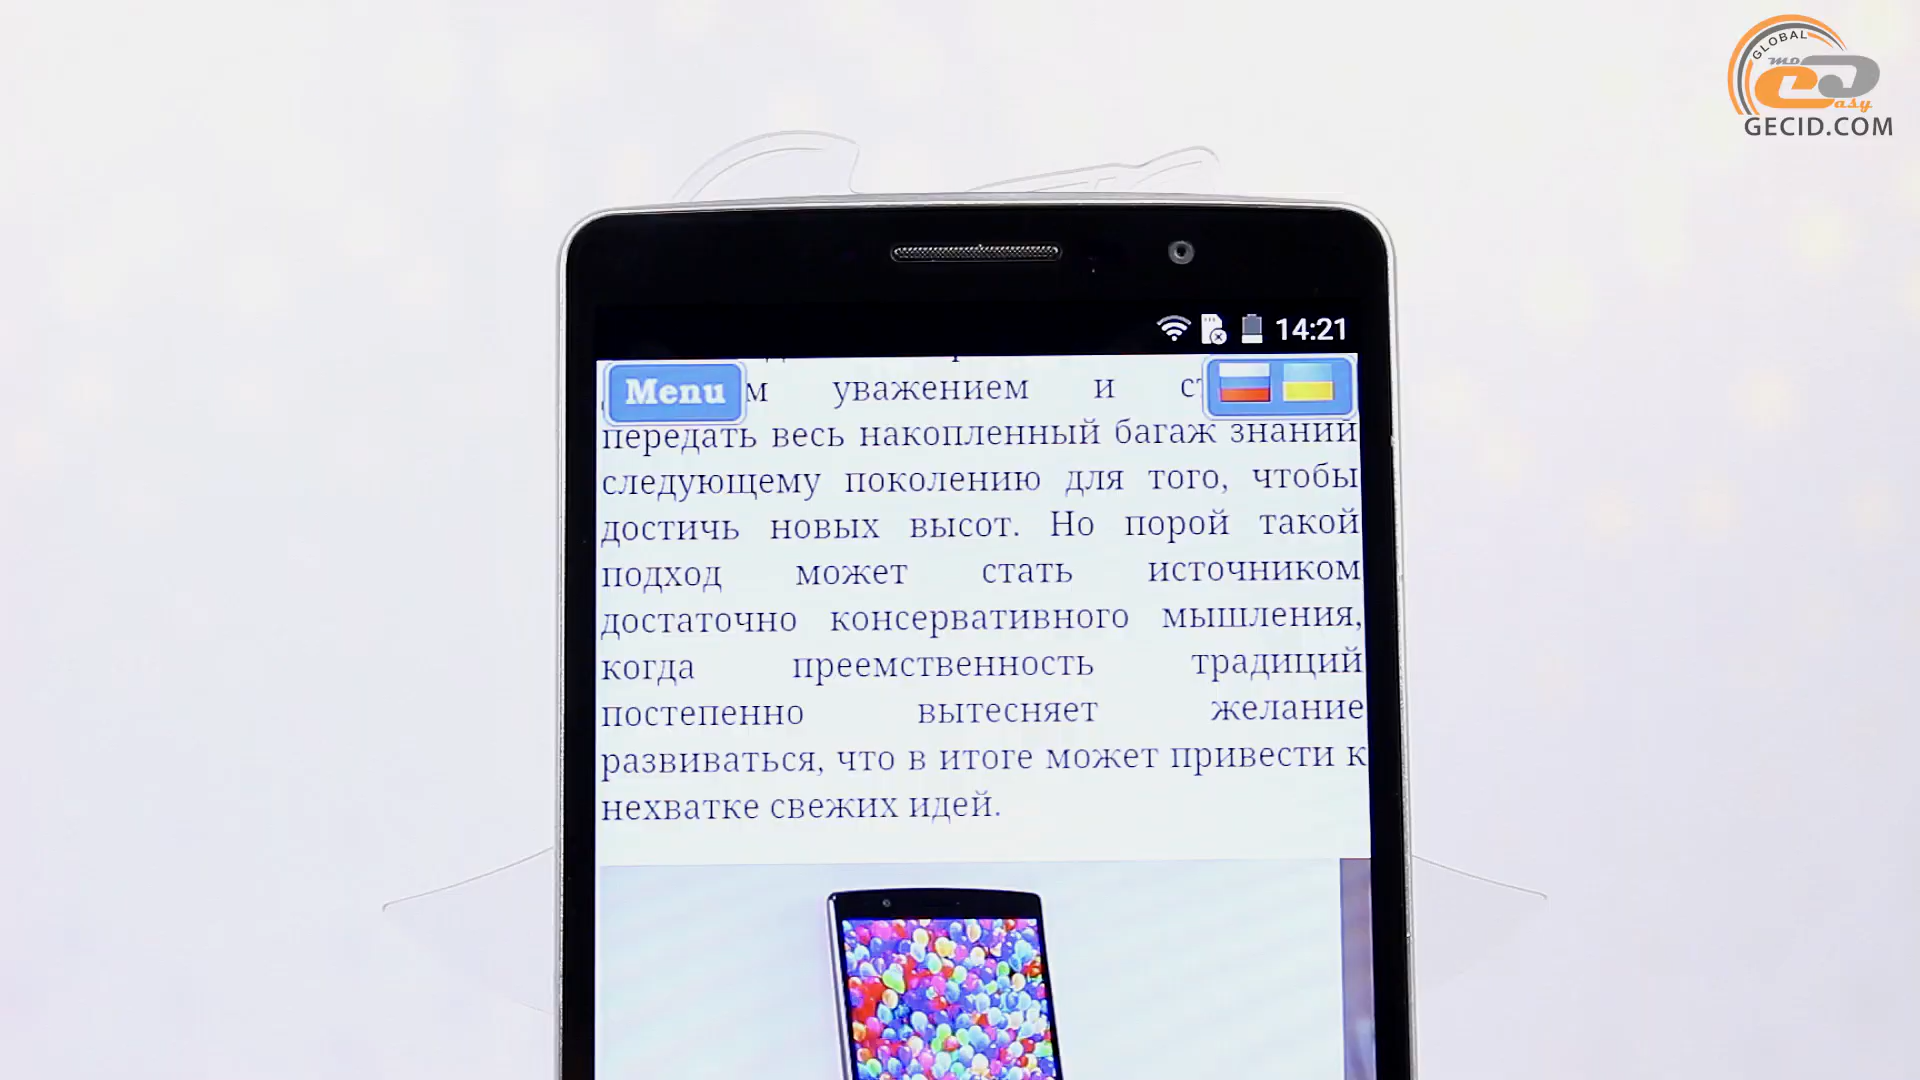 GLOBAL
mo
asy
GECID.COM
14:21
Menu
м уважением и
передать весь накопленный багаж знаний
следующему поколению для того, чтобы
достичь новых высот. Но порой такой
подход может стать источником
достаточно консервативного мышления,
когда преемственность традиций
постепенно вытесняет желание
развиваться, что в итоге может привести к
нехватке свежих идей.